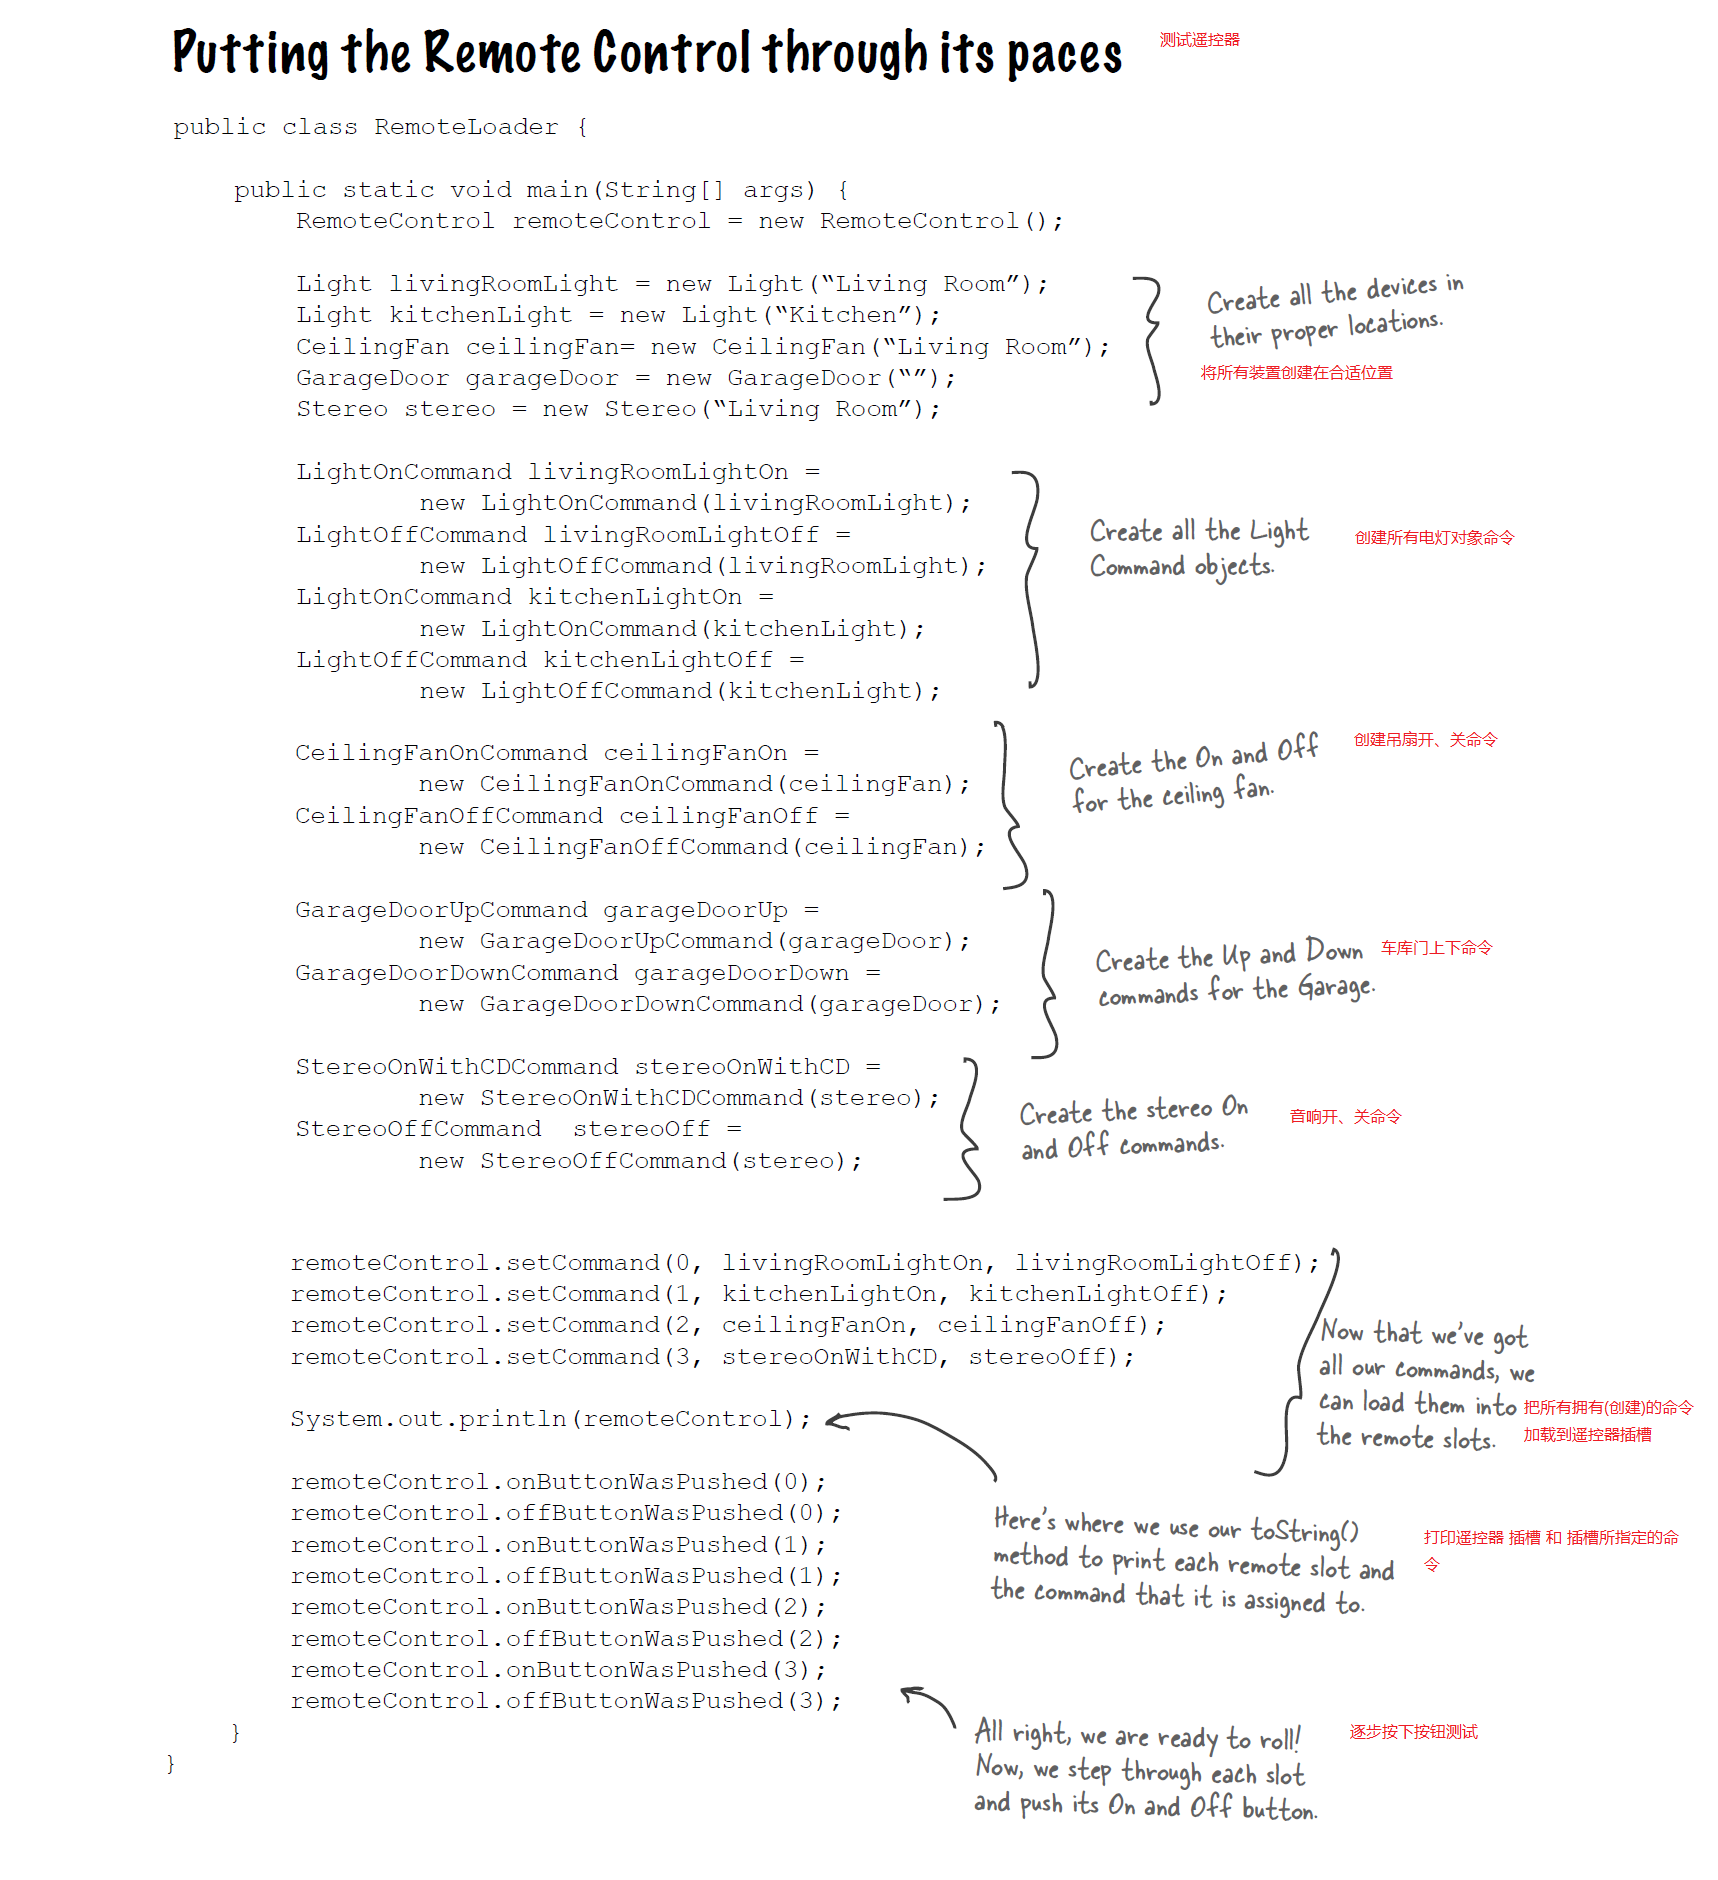 Putting the Remote Control through its paces
测试遥控器
public class RemoteLoader {
public static void main(String[] args) {
RemoteControl remoteControl = new RemoteControl();
Light livingRoomLight = new Light(“Living Room”);
Light kitchenLight = new Light(“Kitchen”);
CeilingFan ceilingFan= new CeilingFan(“Living Room”);
GarageDoor garageDoor = new GarageDoor(“”);
Stereo stereo = new Stereo(“Living Room”);
Create all the devices in
their proper locations.
将所有装置创建在合适位置
LightOnCommand livingRoomLightOn =
new LightOnCommand(livingRoomLight);
LightOffCommand livingRoomLightOff =
new LightOffCommand(livingRoomLight);
LightOnCommand kitchenLightOn =
new LightOnCommand(kitchenLight);
LightOffCommand kitchenLightOff =
new LightOffCommand(kitchenLight);
Create all the Light
Command objects.
创建所有电灯对象命令
CeilingFanOnCommand ceilingFanOn =
new CeilingFanOnCommand(ceilingFan);
CeilingFanOffCommand ceilingFanOff =
new CeilingFanOffCommand(ceilingFan);
Create the On and Off
for the ceiling fan.
创建吊扇开、关命令
GarageDoorUpCommand garageDoorUp =
new GarageDoorUpCommand(garageDoor);
GarageDoorDownCommand garageDoorDown =
new GarageDoorDownCommand(garageDoor);
Create the Up and Down
commands for the Garage.
车库门上下命令
StereoOnWithCDCommand stereoOnWithCD =
new StereoOnWithCDCommand(stereo);
StereoOffCommand  stereoOff =
new StereoOffCommand(stereo);
Create the stereo On
and Off commands.
音响开、关命令
remoteControl.setCommand(0, livingRoomLightOn, livingRoomLightOff);
remoteControl.setCommand(1, kitchenLightOn, kitchenLightOff);
remoteControl.setCommand(2, ceilingFanOn, ceilingFanOff);
remoteControl.setCommand(3, stereoOnWithCD, stereoOff);
Now that we've got
all our commands, we
can load them into
the remote slots.
把所有拥有(创建)的命令
加载到遥控器插槽
System.out.println(remoteControl);
remoteControl.onButtonWasPushed(0);
remoteControl.offButtonWasPushed(0);
remoteControl.onButtonWasPushed(1);
remoteControl.offButtonWasPushed(1);
remoteControl.onButtonWasPushed(2);
remoteControl.offButtonWasPushed(2);
remoteControl.onButtonWasPushed(3);
remoteControl.offButtonWasPushed(3);
Here's where we use our toString()
method to print each remote slot and
the command that it is assigned to.
打印遥控器 插槽 和 插槽所指定的命
令
}
}
All right, we are ready to roll!
Now, we step through each slot
and push its On and Off button.
逐步按下按钮测试